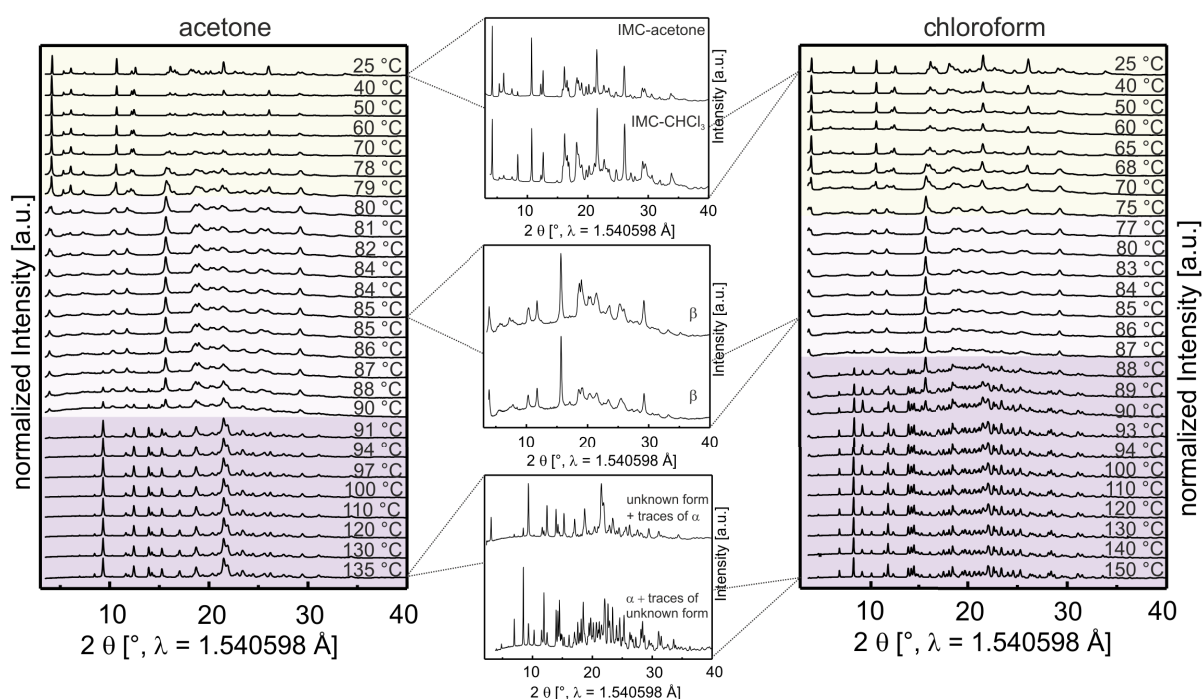 acetone
25 °C
40 °C
50 °C
60 °C
70 °C
78 °C
79 °C
80 °C
81 °C
82 °C
84 °C
84 °C
85 °C
85 °C
86 °C
87 °C
88 °C
90 °C
91 °C
94 °C
97 °C
100 °C
110 °C
120 °C
130 °C
135 °C
normalized Intensity [a.u.]
10 20 30 40
2 θ [°, λ = 1.540598 Å]
IMC-acetone
IMC-CHCl3
Intensity [a.u.]
10 20 30 40
2 θ [°, λ = 1.540598 Å]
β
β
Intensity [a.u.]
10 20 30 40
2 θ [°, λ = 1.540598 Å]
unknown form
+ traces of α
α + traces of
unknown form
Intensity [a.u.]
10 20 30 40
2 θ [°, λ = 1.540598 Å]
chloroform
25 °C
40 °C
50 °C
60 °C
65 °C
68 °C
70 °C
75 °C
77 °C
80 °C
83 °C
84 °C
85 °C
86 °C
87 °C
88 °C
89 °C
90 °C
93 °C
94 °C
100 °C
110 °C
120 °C
130 °C
140 °C
150 °C
normalized Intensity [a.u.]
10 20 30 40
2 θ [°, λ = 1.540598 Å]